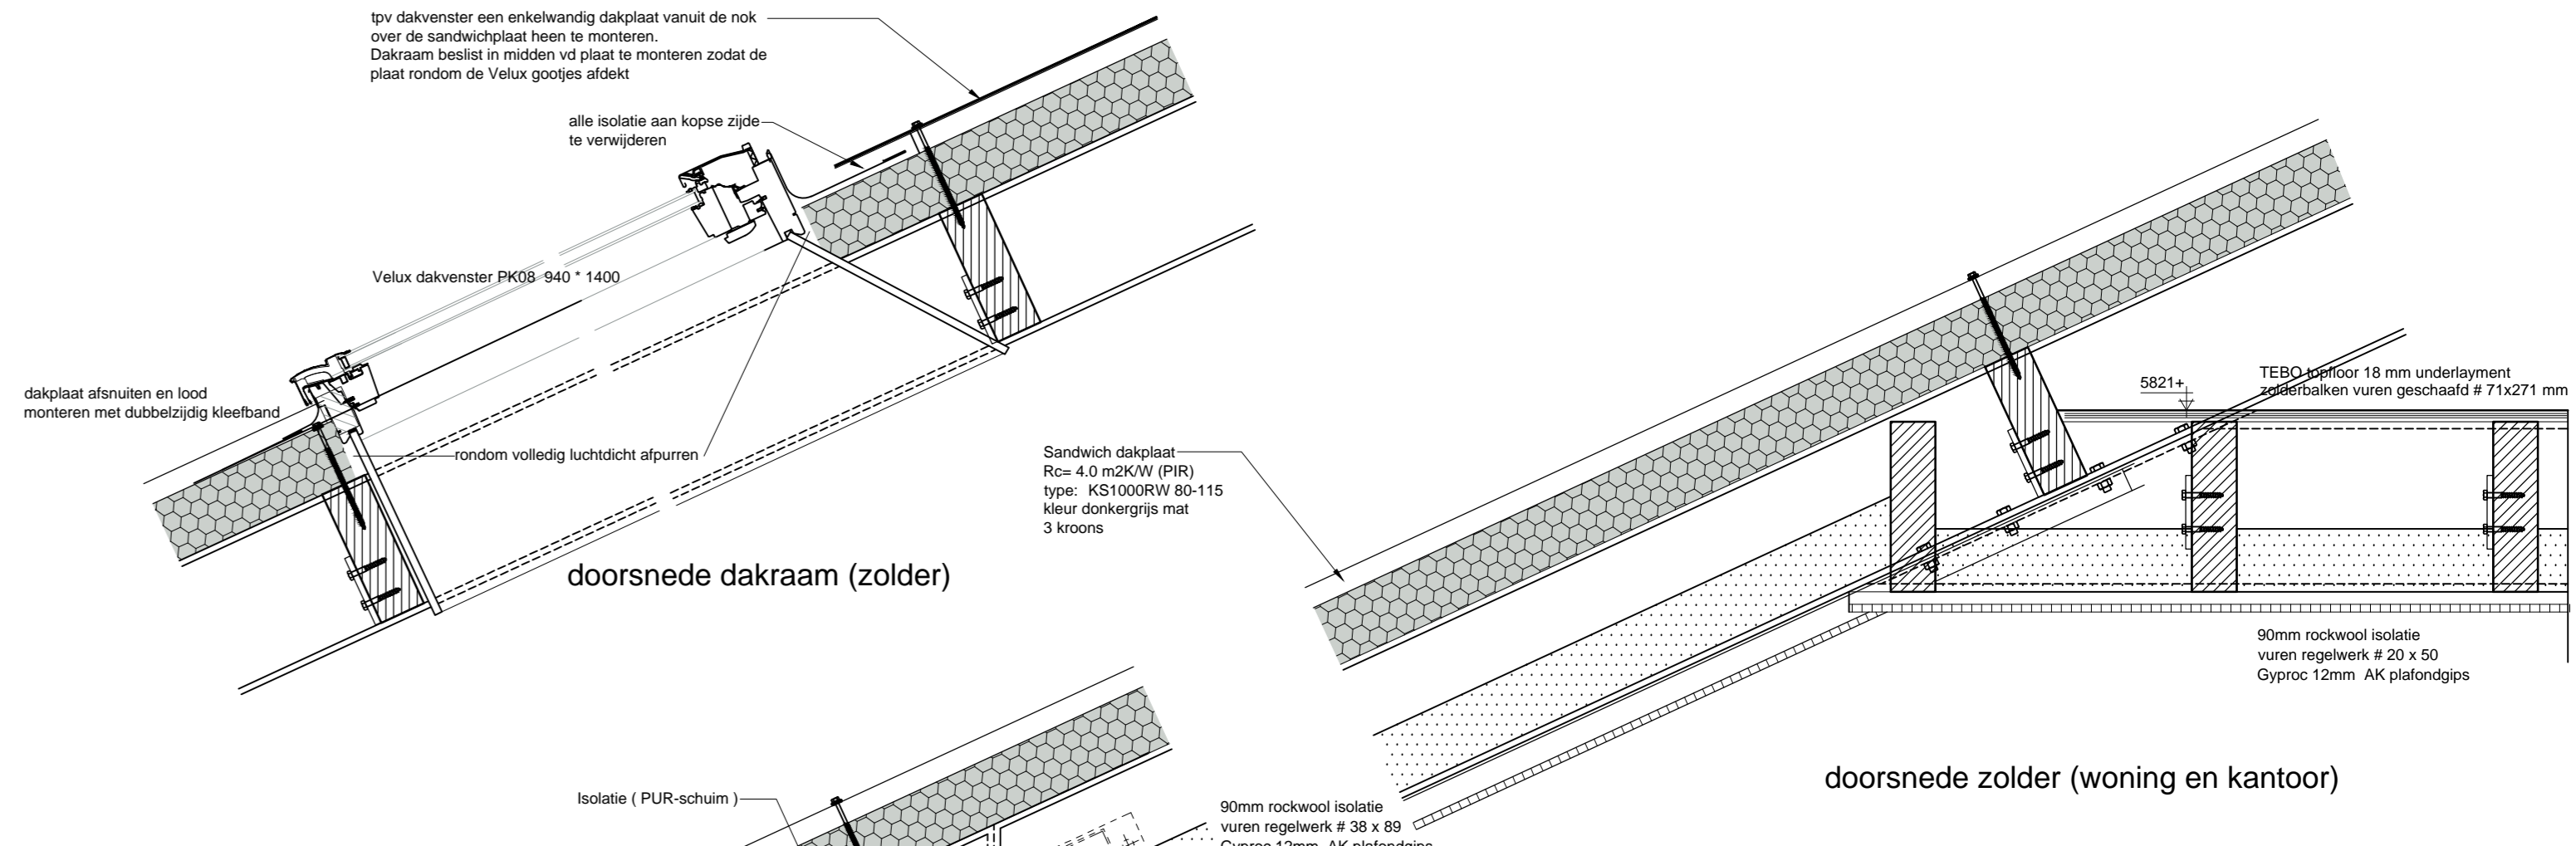 tpv dakvenster een enkelwandig dakplaat vanuit de nok
over de sandwichplaat heen te monteren.
Dakraam beslist in midden vd plaat te monteren zodat de
plaat rondom de Velux gootjes afdekt
alle isolatie aan kopse zijde
te verwijderen
Velux dakvenster PK08 940 * 1400
dakplaat afsnuiten en lood
monteren met dubbelzijdig kleefband
rondom volledig luchtdicht afpurren
doorsnede dakraam (zolder)
5821+
TEBO topfloor 18 mm underlayment
zolderbalken vuren geschaafd # 71x271 mm
Sandwich dakplaat
Rc= 4.0 m2K/W (PIR)
type: KS1000RW 80-115
kleur donkergrijs mat
3 kroons
90mm rockwool isolatie
vuren regelwerk # 20 x 50
Gyproc 12mm AK plafondgips
doorsnede zolder (woning en kantoor)
Isolatie ( PUR-schuim )
90mm rockwool isolatie
vuren regelwerk # 38 x 89
Gyproc 12mm AK plafondgips